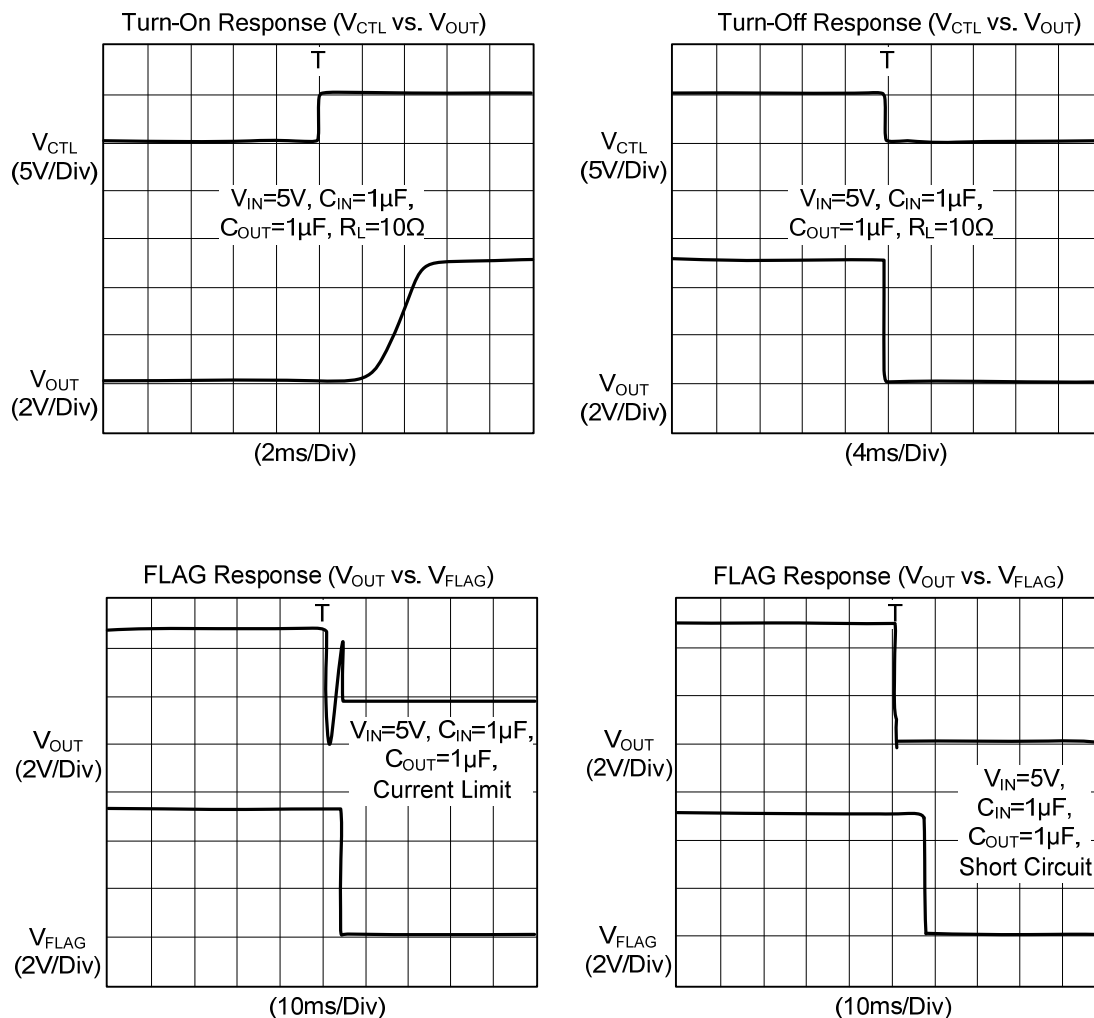 Turn-On Response (VCTL vs. VOUT)
T
VCTL
(5V/Div)
VIN=5V, CIN=1µF,
COUT=1µF, RL=10Ω
VOUT
(2V/Div)
(2ms/Div)
Turn-Off Response (VCTL vs. VOUT)
T
VCTL
(5V/Div)
VIN=5V, CIN=1µF,
COUT=1µF, RL=10Ω
VOUT
(2V/Div)
(4ms/Div)
FLAG Response (VOUT vs. VFLAG)
T
VOUT
(2V/Div)
VIN=5V, CIN=1µF,
COUT=1µF,
Current Limit
VFLAG
(2V/Div)
(10ms/Div)
FLAG Response (VOUT vs. VFLAG)
T
VOUT
(2V/Div)
VIN=5V,
CIN=1µF,
COUT=1µF,
Short Circuit
VFLAG
(2V/Div)
(10ms/Div)